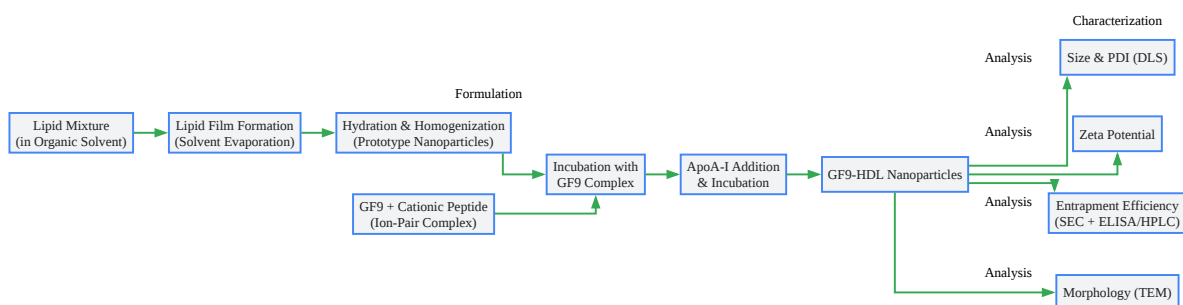 Characterization
Analysis
Size & PDI (DLS)
Formulation
Lipid Mixture
(in Organic Solvent)
Lipid Film Formation
(Solvent Evaporation)
Hydration & Homogenization
(Prototype Nanoparticles)
Analysis
Zeta Potential
Incubation with
GF9 Complex
ApoA-I Addition
& Incubation
GF9-HDL Nanoparticles
GF9 + Cationic Peptide
(Ion-Pair Complex)
Analysis
Entrapment Efficiency
(SEC + ELISA/HPLC)
Analysis
Morphology (TEM)